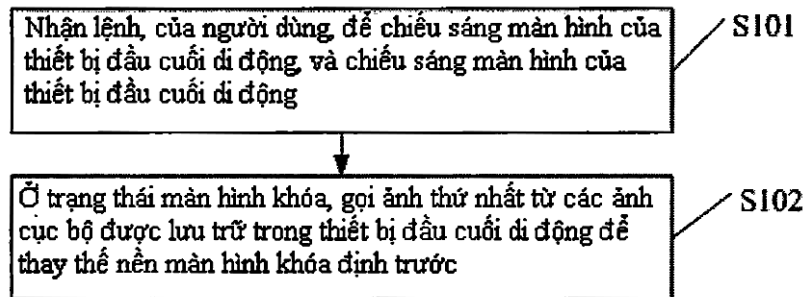 Nhận lệnh, của người dùng, để chiếu sáng màn hình của
thiết bị đầu cuối di động, và chiếu sáng màn hình của
thiết bị đầu cuối di động
S101
Ở trạng thái màn hình khóa, gọi ảnh thứ nhất từ các ảnh
cục bộ được lưu trữ trong thiết bị đầu cuối di động để
thay thế nền màn hình khóa định trước
S102